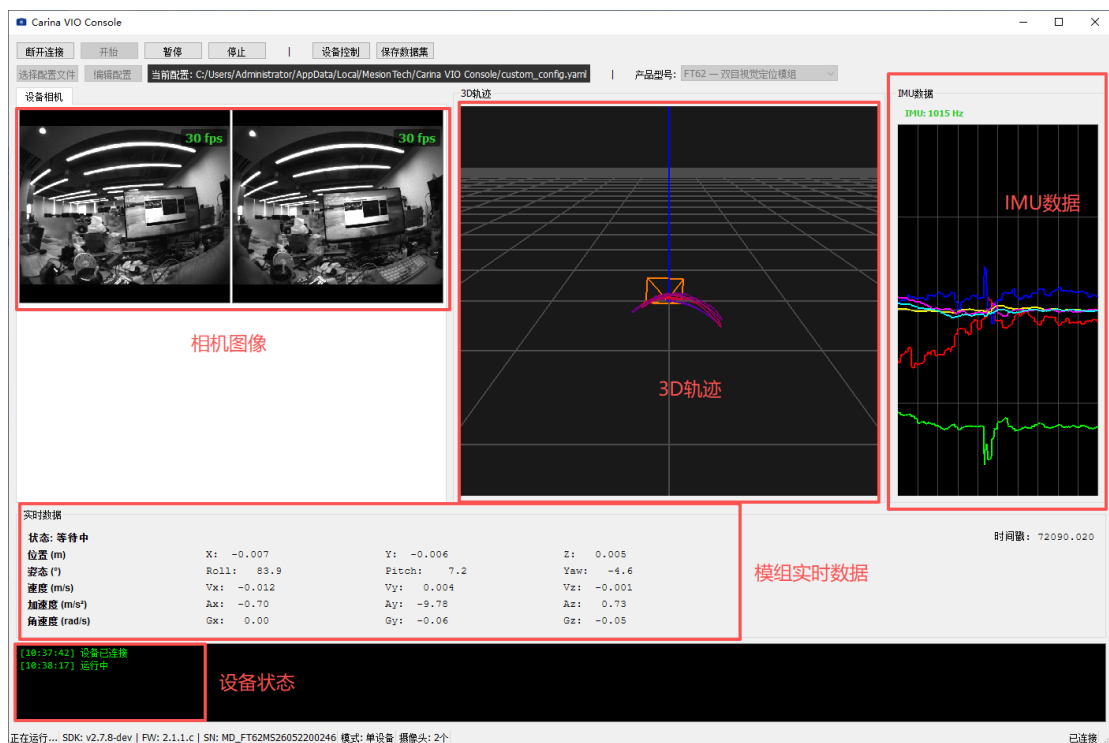 Carina VIO Console
断开连接 开始 暂停 停止 | 设备控制 保存数据集
选择配置文件 编辑配置 当前配置: C:/Users/Administrator/AppData/Local/MesionTech/Carina VIO Console/custom_config.yaml | 产品型号: FT62 — 双目视觉定位模组
设备相机
3D轨迹
IMU数据
IMU: 1015 Hz
30 fps
30 fps
IMU数据
相机图像
3D轨迹
实时数据
状态: 等待中
时间戳: 72090.020
位置 (m) X: -0.007 Y: -0.006 Z: 0.005
姿态 (°) Roll: 83.9 Pitch: 7.2 Yaw: -4.6
速度 (m/s) Vx: -0.012 Vy: 0.004 Vz: -0.001
加速度 (m/s²) Ax: -0.70 Ay: -9.78 Az: 0.73
角速度 (rad/s) Gx: 0.00 Gy: -0.06 Gz: -0.05
模组实时数据
[10:37:42] 设备已连接
[10:38:17] 运行中
设备状态
正在运行... SDK: v2.7.8-dev | FW: 2.1.1.c | SN: MD_FT62MS26052200246 模式: 单设备 摄像头: 2个 已连接